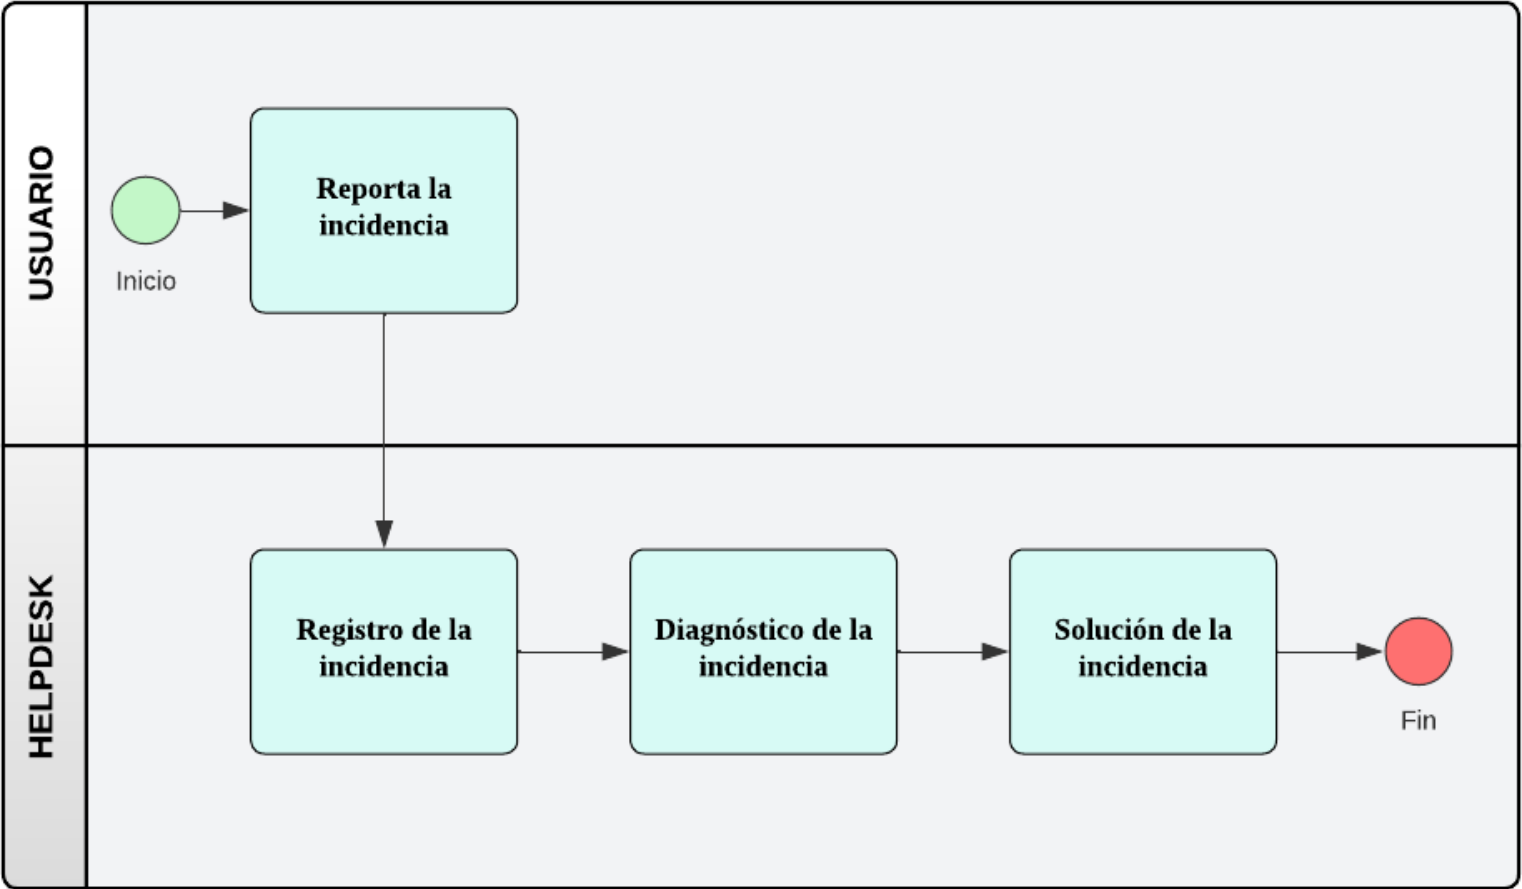 USUARIO
Inicio
Reporta la
incidencia
HELPDESK
Registro de la
incidencia
Diagnóstico de la
incidencia
Solución de la
incidencia
Fin